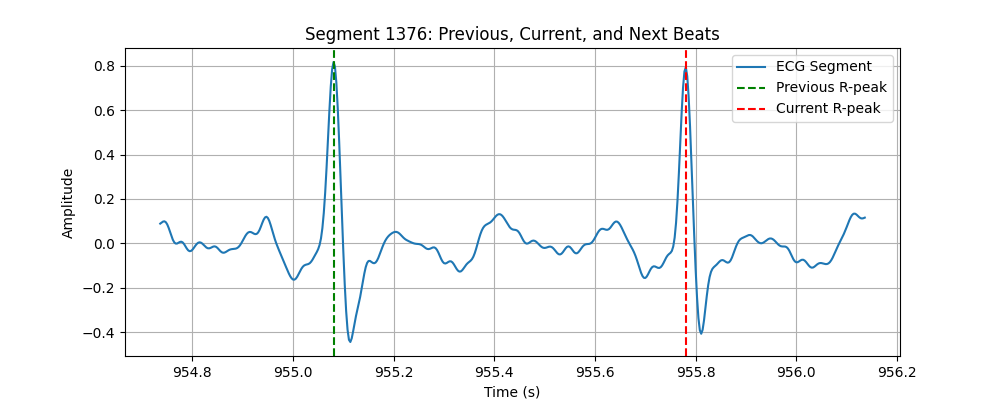 Segment 1376: Previous, Current, and Next Beats
ECG Segment
Previous R-peak
Current R-peak
Amplitude
0.8
0.6
0.4
0.2
0.0
−0.2
−0.4
954.8 955.0 955.2 955.4 955.6 955.8 956.0 956.2
Time (s)